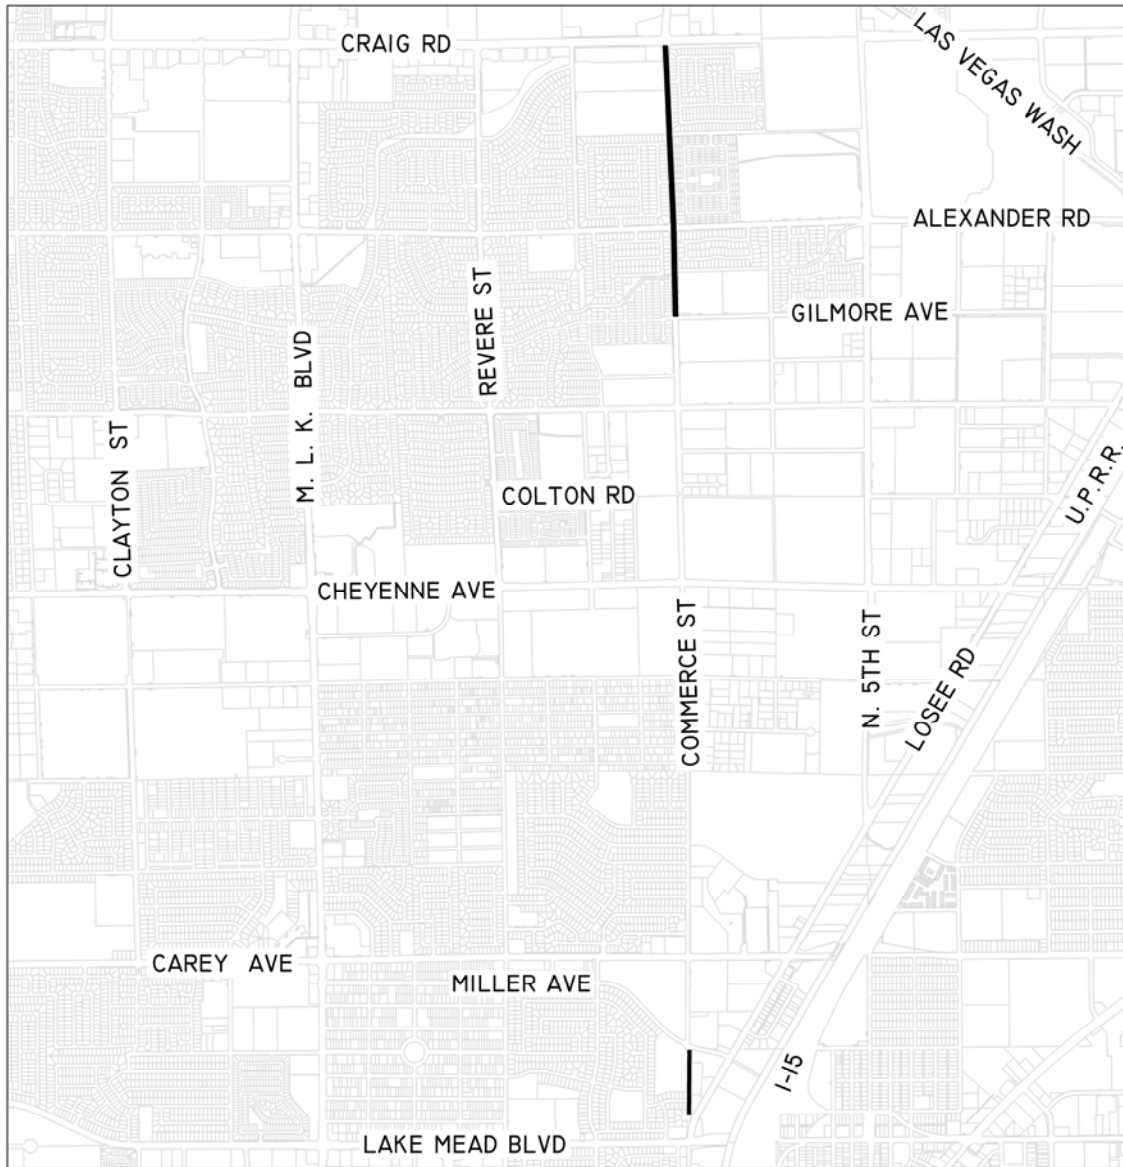 CRAIG RD
LAS VEGAS WASH
ALEXANDER RD
GILMORE AVE
REVERE ST
M. L. K. BLVD
CLAYTON ST
COLTON RD
U.P.R.R.
CHEYENNE AVE
COMMERCE ST
N. 5TH ST
LOSEE RD
CAREY AVE
MILLER AVE
I-15
LAKE MEAD BLVD